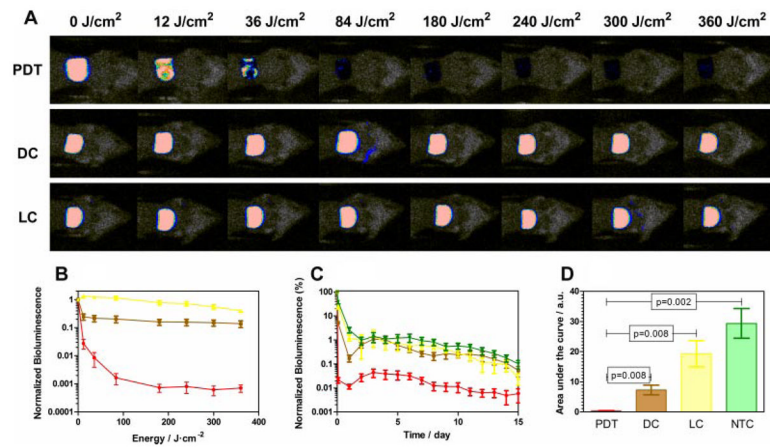 A
0 J/cm² 12 J/cm² 36 J/cm² 84 J/cm² 180 J/cm² 240 J/cm² 300 J/cm² 360 J/cm²
PDT
DC
LC
B
Normalized Bioluminescence
1
0.1
0.01
0.001
0.0001
0 100 200 300 400
Energy / J·cm⁻²
C
Normalized Bioluminescence (%)
100
10
1
0.1
0.01
0.001
0 5 10 15
Time / day
D
Area under the curve / a.u.
40
30
20
10
0
p=0.002
p=0.008
p=0.008
PDT DC LC NTC